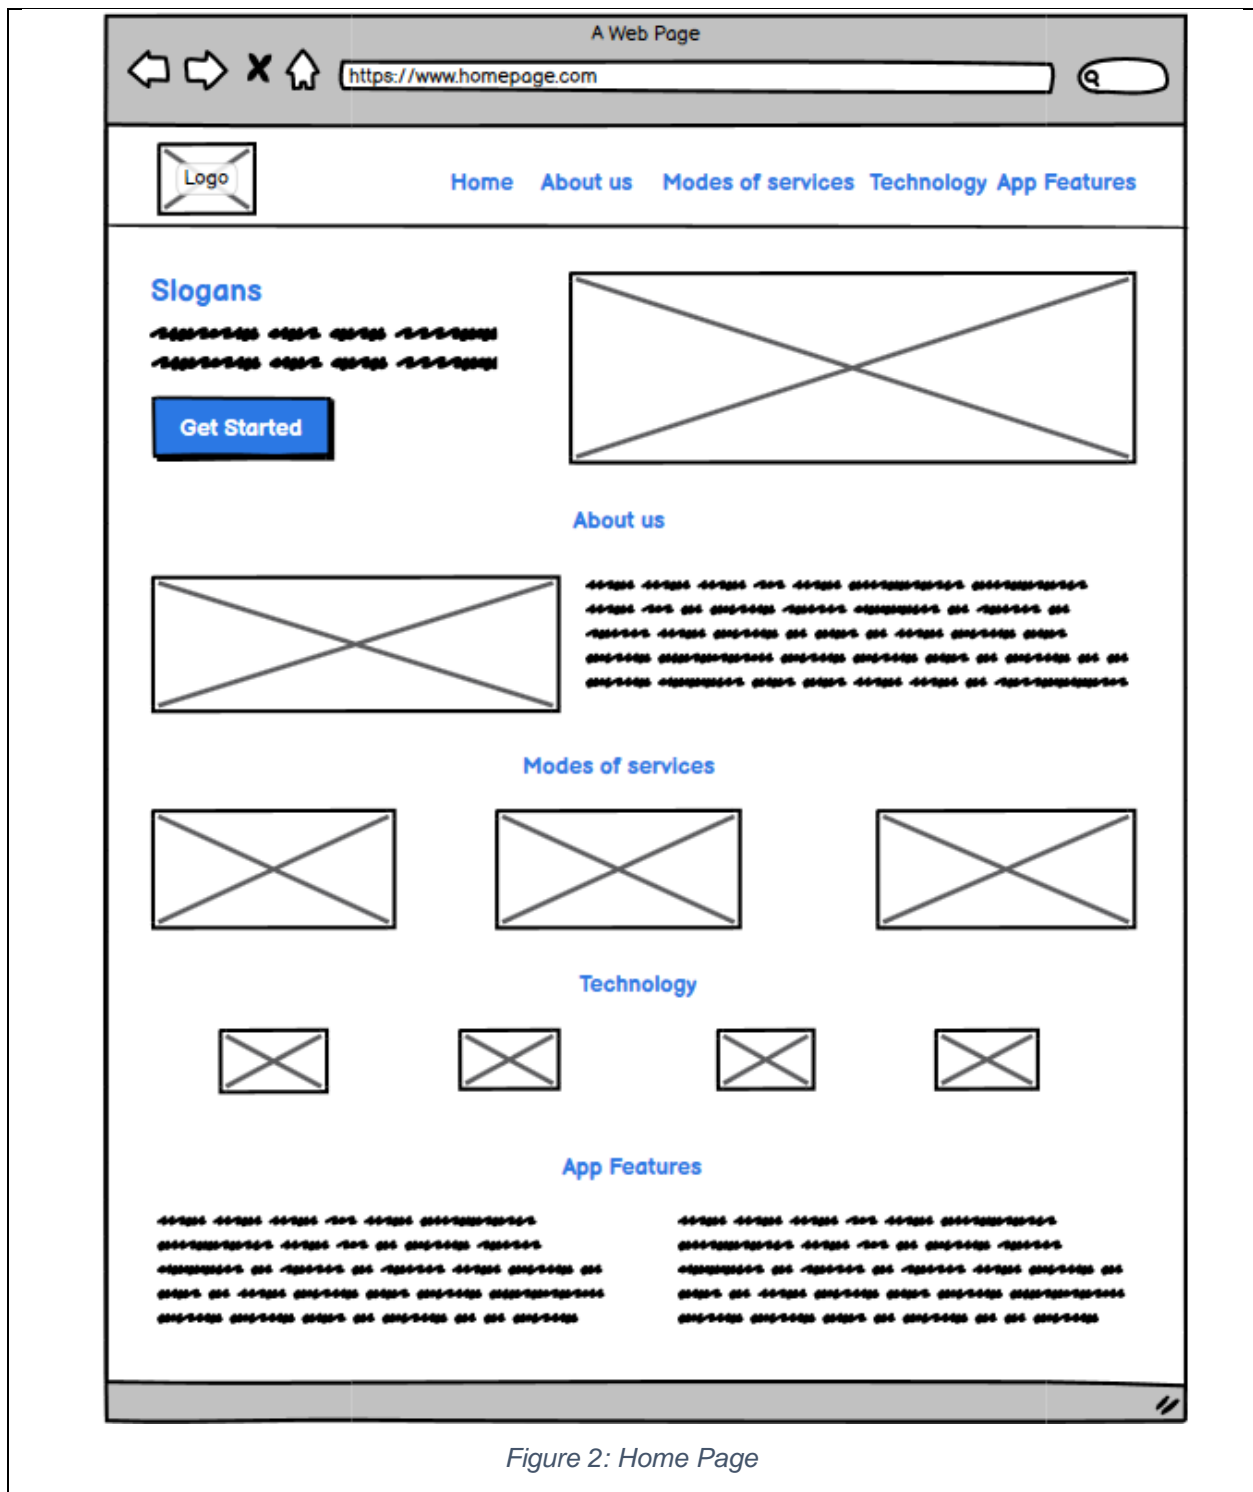 A Web Page
https://www.homepage.com
Logo
Home About us Modes of services Technology App Features
Slogans
Get Started
About us
Modes of services
Technology
App Features
Figure 2: Home Page